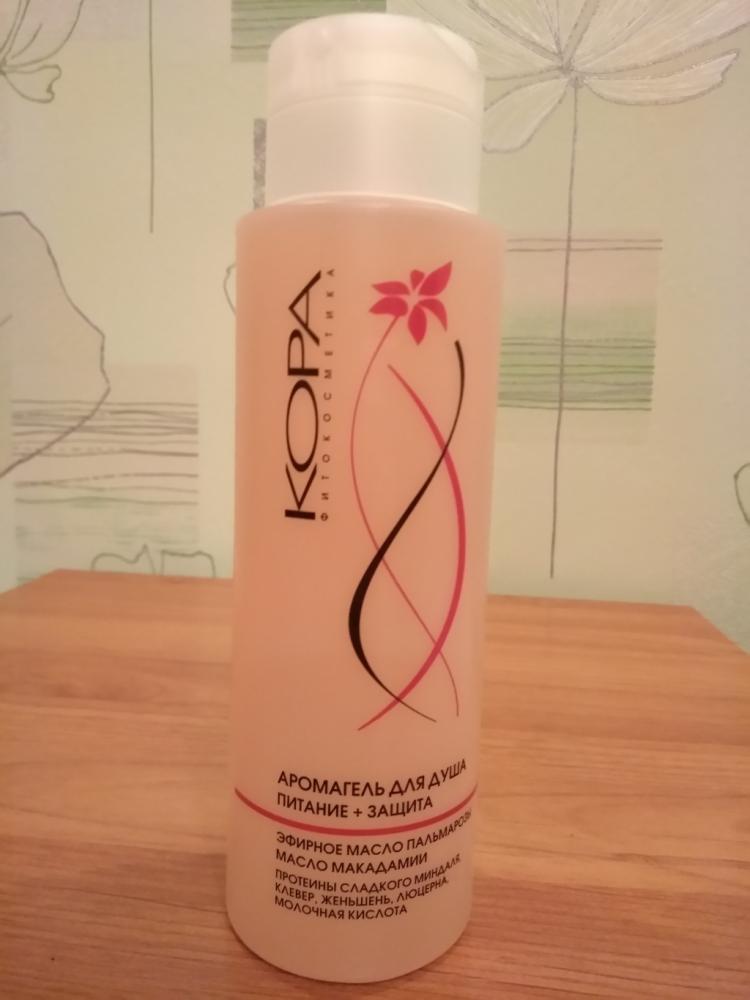 КОРА
ФИТОКОСМЕТИКА
АРОМАГЕЛЬ ДЛЯ ДУША
ПИТАНИЕ + ЗАЩИТА
ЭФИРНОЕ МАСЛО ПАЛЬМАРОЗЫ
МАСЛО МАКАДАМИИ
ПРОТЕИНЫ СЛАДКОГО МИНДАЛЯ,
КЛЕВЕР, ЖЕНЬШЕНЬ, ЛЮЦЕРНА,
МОЛОЧНАЯ КИСЛОТА